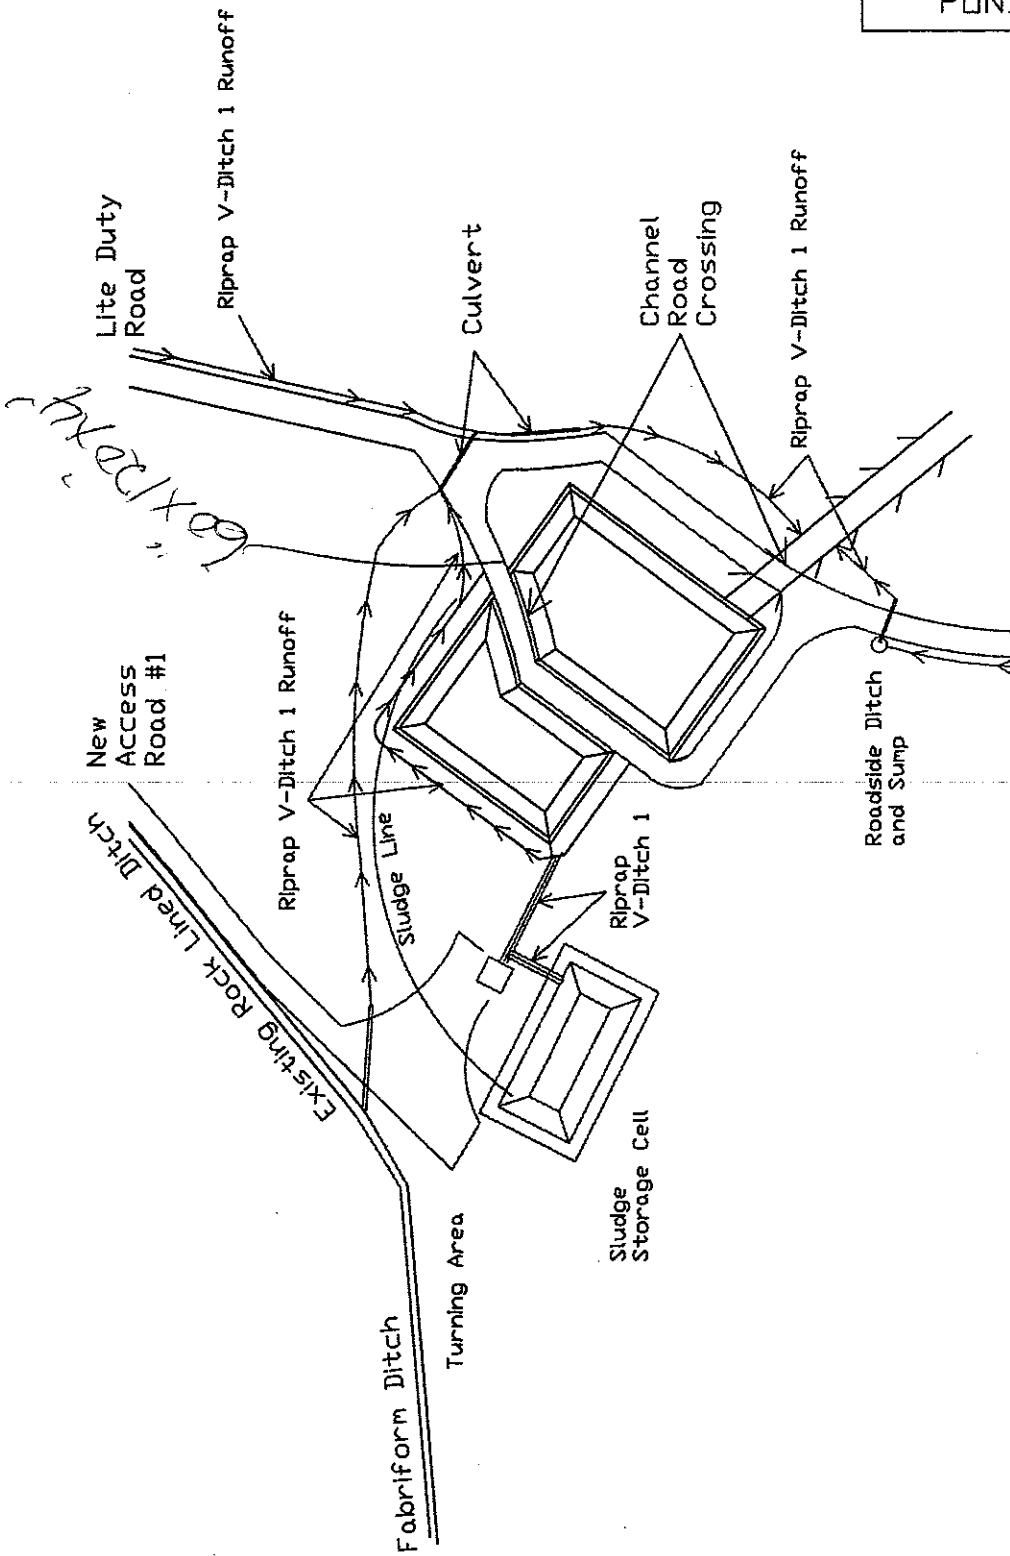 Lite Duty
Road
Riprap V-Ditch 1 Runoff
Culvert
Channel
Road
Crossing
Riprap V-Ditch 1 Runoff
New
Access
Road #1
Existing Rock Lined Ditch
Riprap V-Ditch 1 Runoff
Sludge Line
Riprap
V-Ditch 1
Roadside Ditch
and Sump
Fabriform Ditch
Turning Area
Sludge
Storage Cell